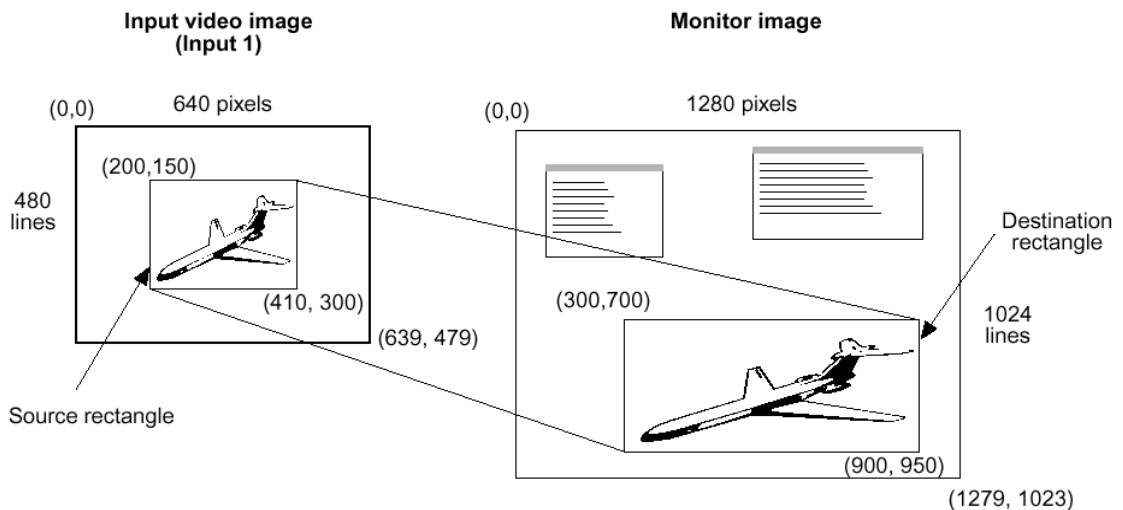 Input video image
(Input 1)
Monitor image
(0,0)
640 pixels
(0,0)
1280 pixels
(200,150)
480
lines
Destination
rectangle
(410, 300)
(300,700)
1024
lines
(639, 479)
Source rectangle
(900, 950)
(1279, 1023)